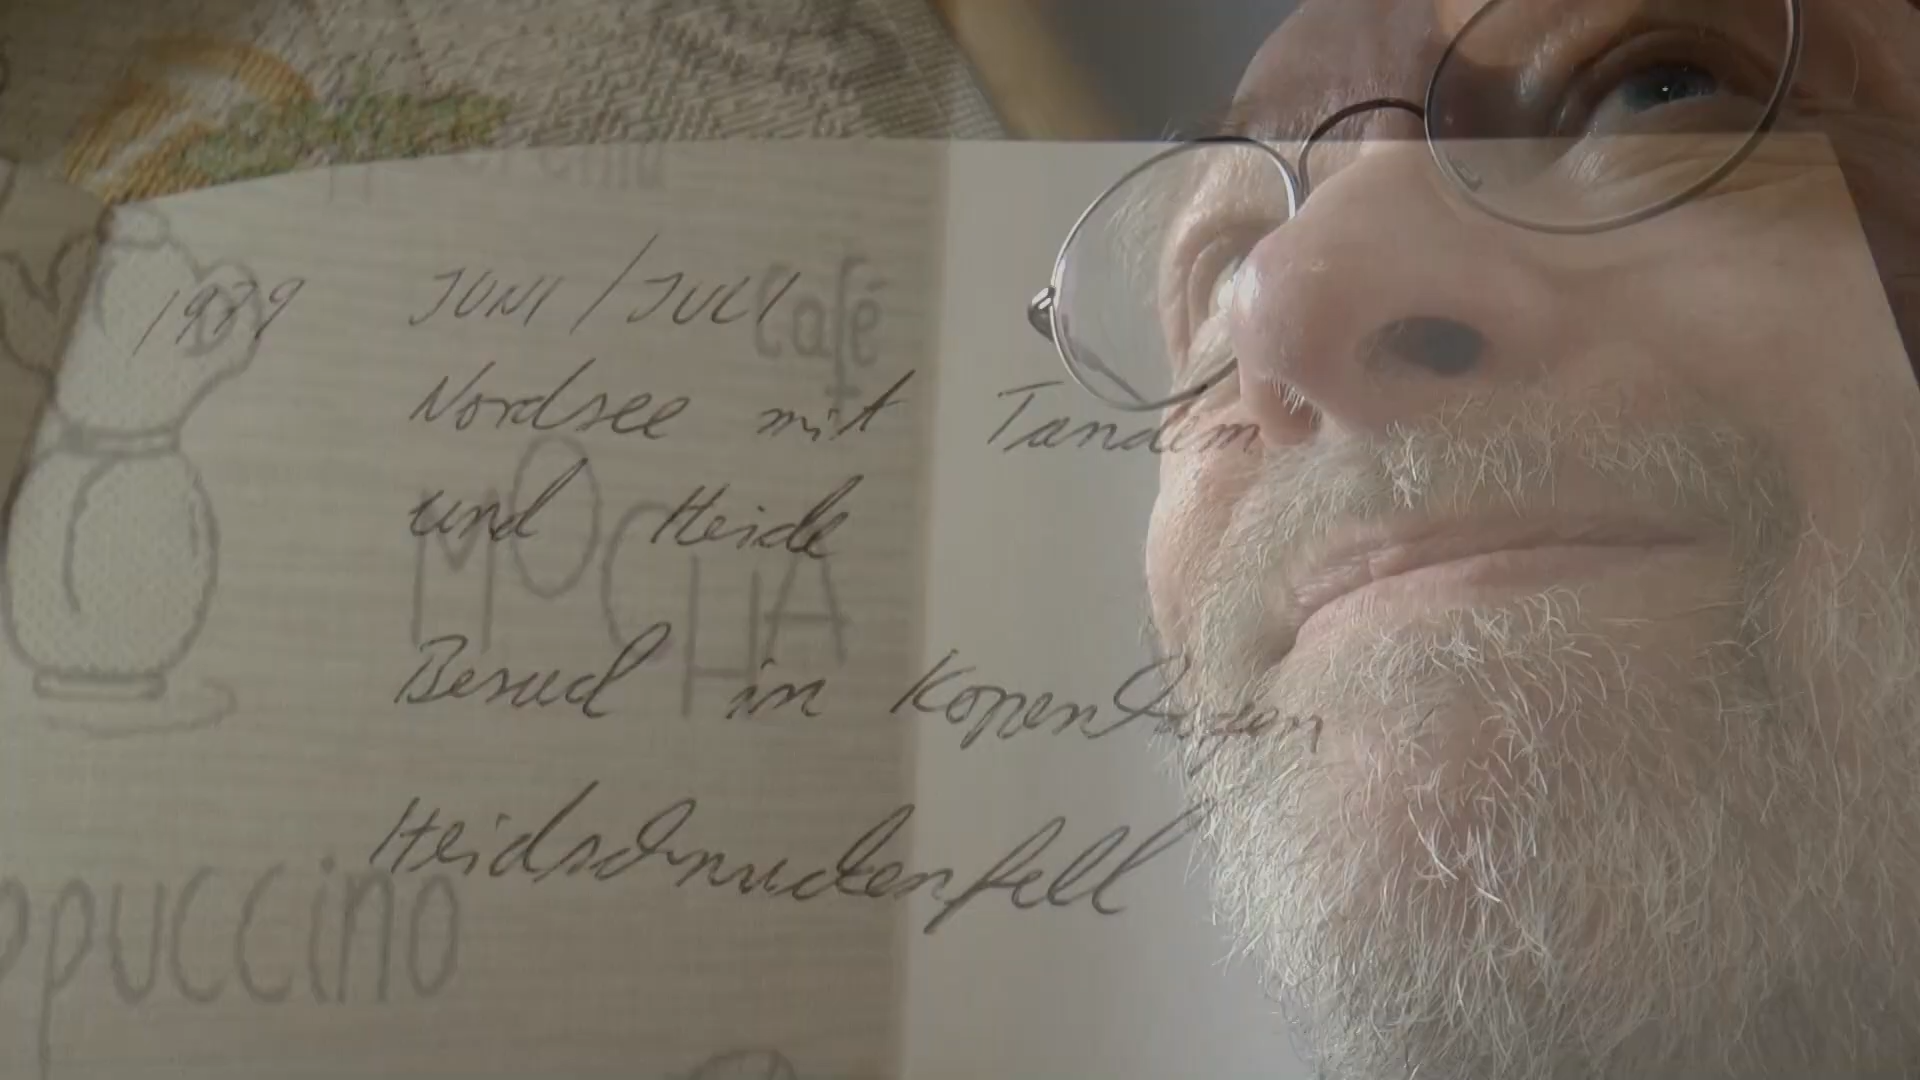 1979 JUNI / JULI
Nordsee mit Tandem
und Heide
Besuch in Kopenhagen
Heidschnuckenfell
Café
MOCHA
ppuccino